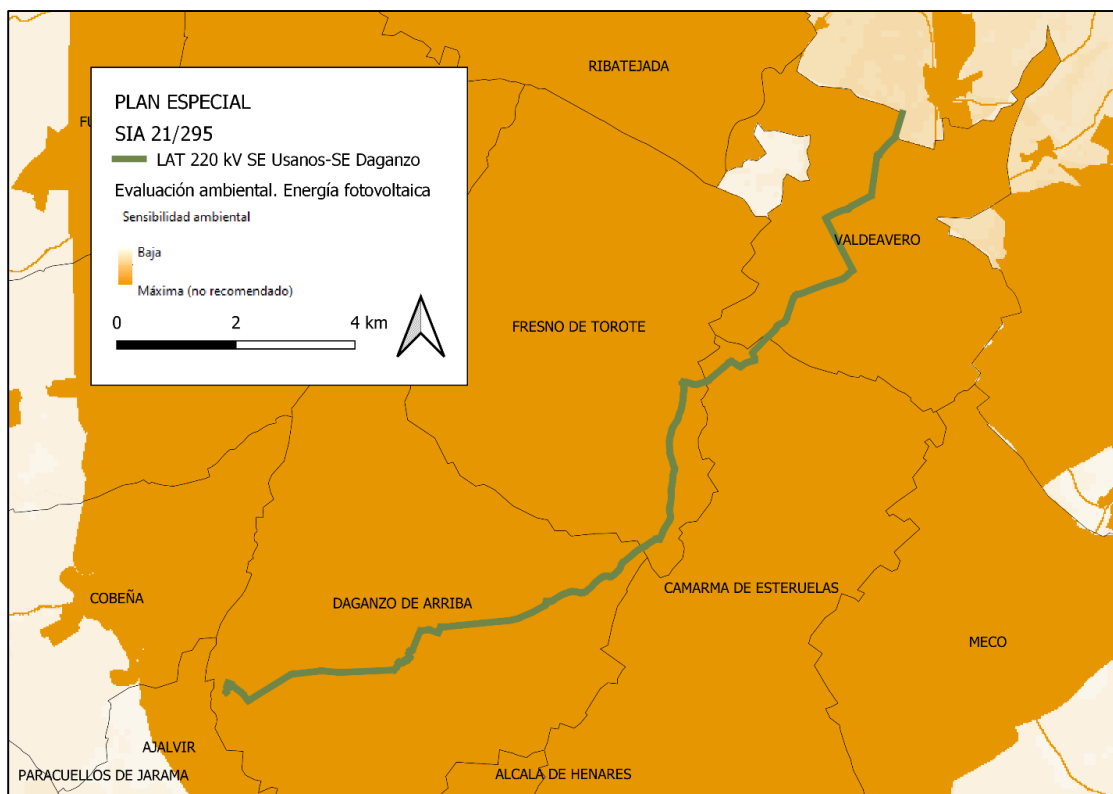 RIBATEJADA
PLAN ESPECIAL
FU
SIA 21/295
LAT 220 kV SE Usanos-SE Daganzo
Evaluación ambiental. Energía fotovoltaica
Sensibilidad ambiental
Baja
Máxima (no recomendado)
0 2 4 km
VALDEAVERO
FRESNO DE TOROTE
CAMARMA DE ESTERUELAS
COBEÑA
DAGANZO DE ARRIBA
MECO
AJALVIR
PARACUELLOS DE JARAMA
ALCALA DE HENARES